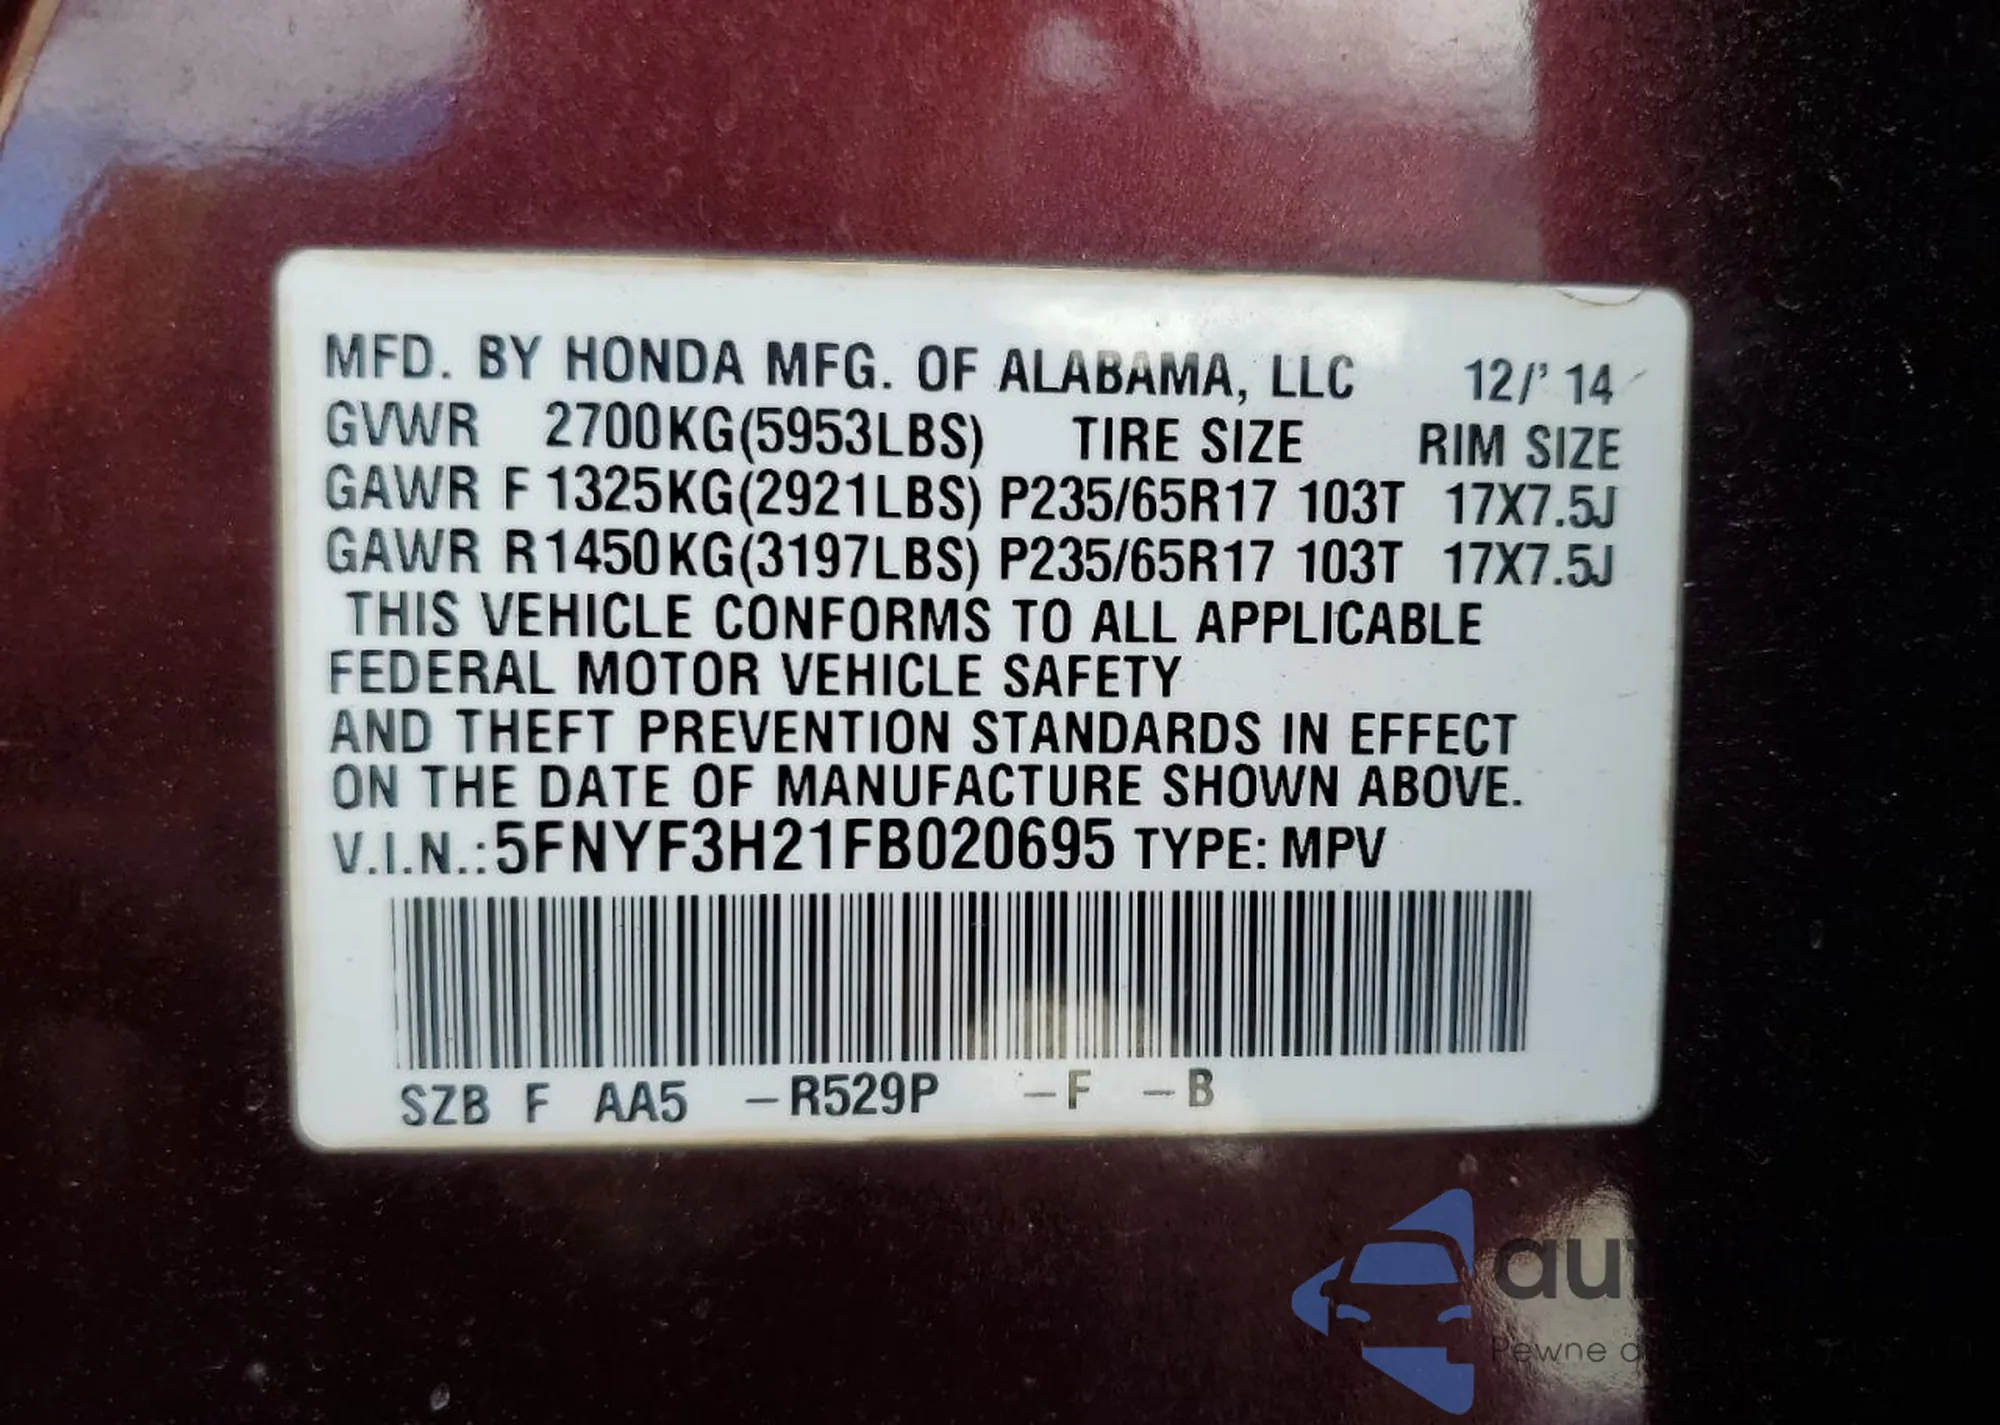 MFD. BY HONDA MFG. OF ALABAMA, LLC 12/' 14
GVWR 2700KG(5953LBS) TIRE SIZE RIM SIZE
GAWR F 1325KG(2921LBS) P235/65R17 103T 17X7.5J
GAWR R1450KG(3197LBS) P235/65R17 103T 17X7.5J
THIS VEHICLE CONFORMS TO ALL APPLICABLE
FEDERAL MOTOR VEHICLE SAFETY
AND THEFT PREVENTION STANDARDS IN EFFECT
ON THE DATE OF MANUFACTURE SHOWN ABOVE.
V.I.N.:5FNYF3H21FB020695 TYPE: MPV
SZB F AA5 –R529P –F –B
Pewne